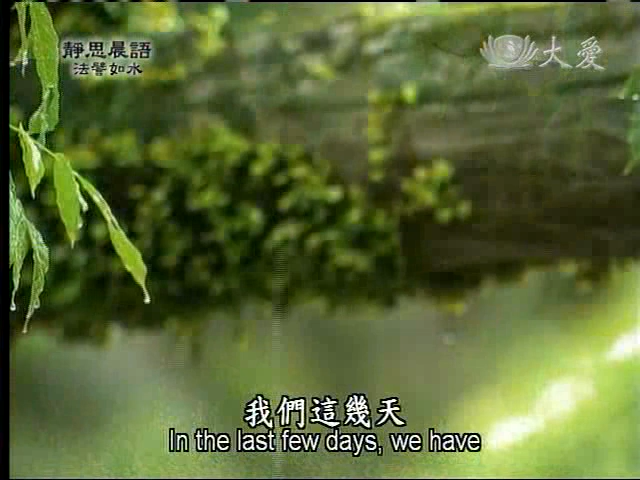 靜思晨語
法譬如水
大愛
我們這幾天
In the last few days, we have